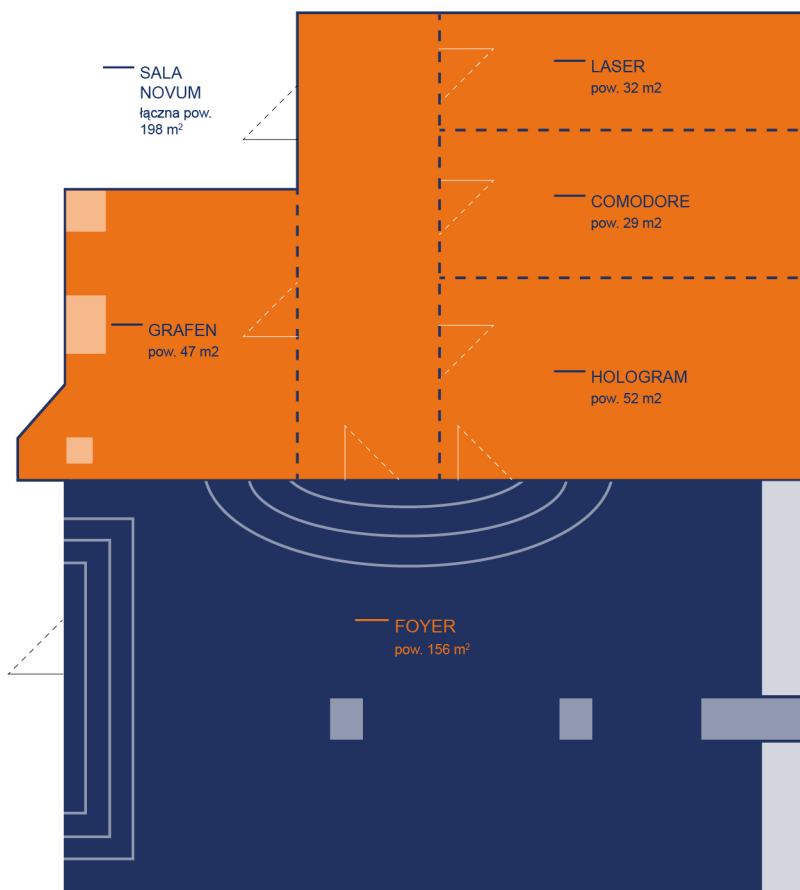 SALA
NOVUM
łączna pow.
198 m²
LASER
pow. 32 m2
COMODORE
pow. 29 m2
GRAFEN
pow. 47 m2
HOLOGRAM
pow. 52 m2
FOYER
pow. 156 m²